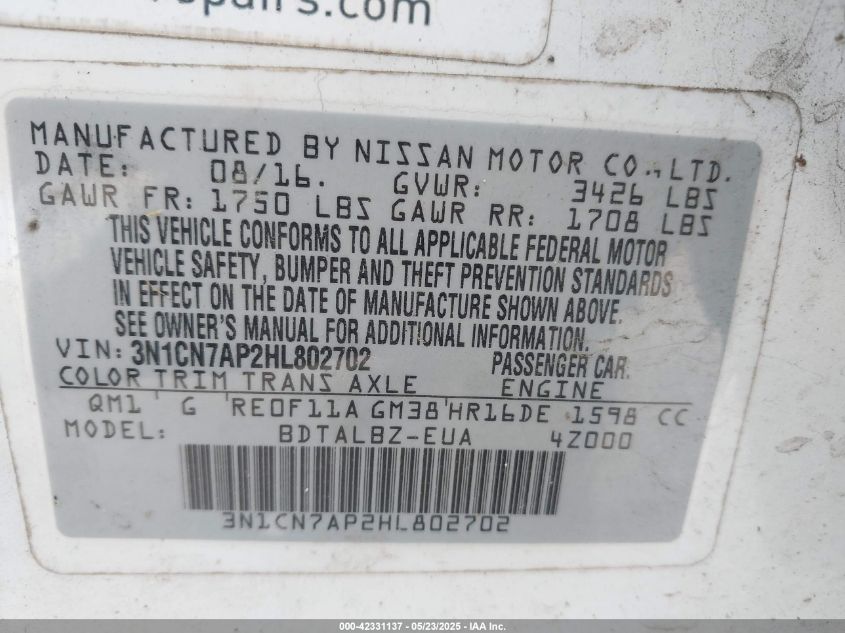 spairs.com
MANUFACTURED BY NISSAN MOTOR CO., LTD.
DATE: 08/16. GVWR: 3426 LBS
GAWR FR: 1750 LBS GAWR RR: 1708 LBS
THIS VEHICLE CONFORMS TO ALL APPLICABLE FEDERAL MOTOR
VEHICLE SAFETY, BUMPER AND THEFT PREVENTION STANDARDS
IN EFFECT ON THE DATE OF MANUFACTURE SHOWN ABOVE.
SEE OWNER'S MANUAL FOR ADDITIONAL INFORMATION.
VIN: 3N1CN7AP2HL802702 PASSENGER CAR.
COLOR TRIM TRANS AXLE ENGINE
QM1 G RE0F11A GM38 HR16DE 1598 CC
MODEL: BDTALBZ-EUA 4Z000
3N1CN7AP2HL802702
000-42331137 - 05/23/2025 - IAA Inc.